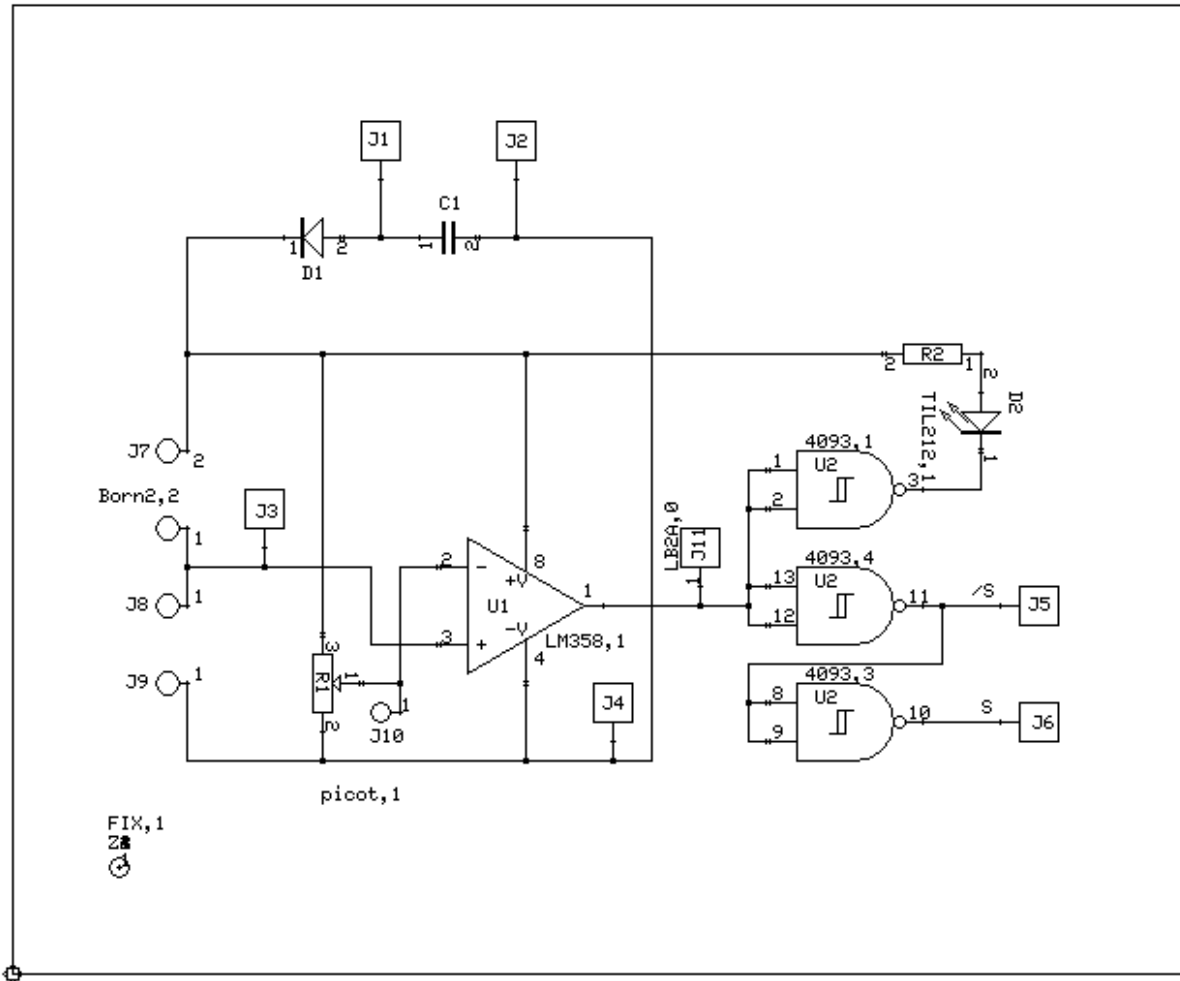 J1
J2
C1
1
2
1
2
D1
R2
2
1
2
D2
TIL212,1
1
J7
2
4093,1
U2
1
2
3
Born2,2
1
J3
LB2A,0
J11
1
J8
1
2
-
8
+V
U1
1
3
+
-V
4
LM358,1
4093,4
U2
13
12
11
/S
J5
J9
1
3
R1
1
2
1
J10
J4
4093,3
U2
8
9
10
S
J6
picot,1
FIX,1